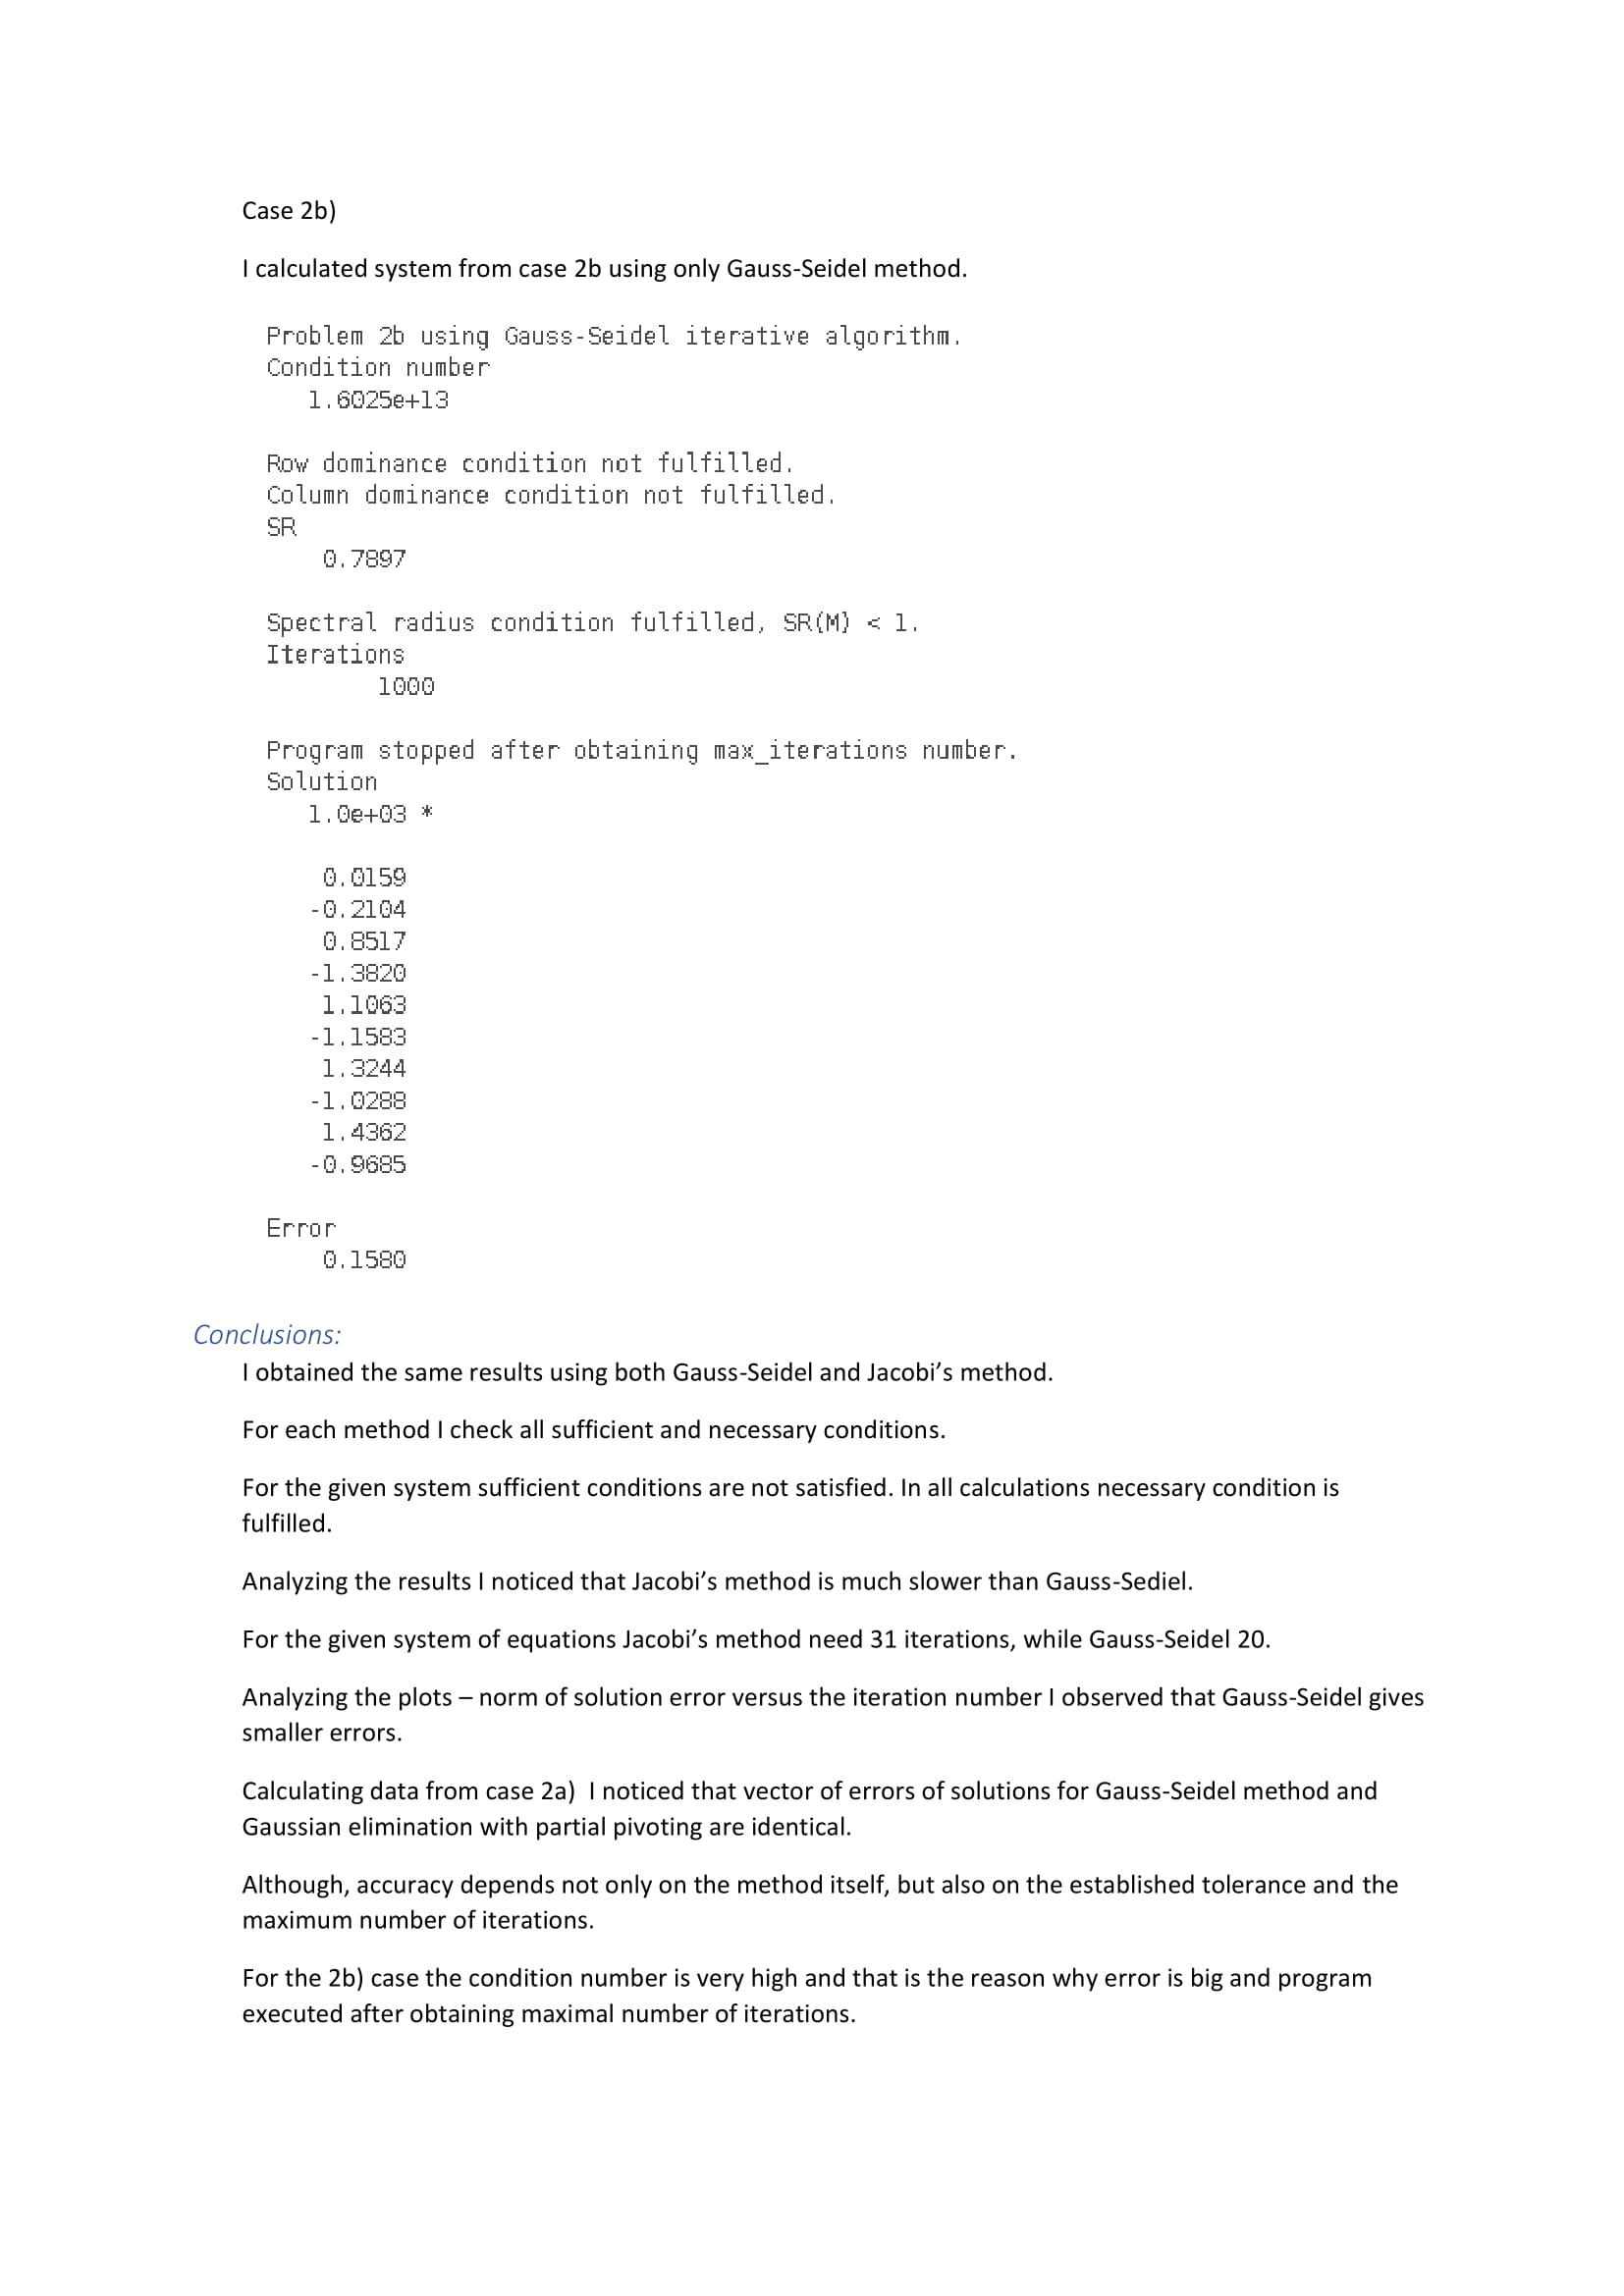 Case 2b)
I calculated system from case 2b using only Gauss-Seidel method.
Problem 2b using Gauss-Seidel iterative algorithm.
Condition number
1.6025e+13
Row dominance condition not fulfilled.
Column dominance condition not fulfilled.
SR
0.7897
Spectral radius condition fulfilled, SR(M) < 1.
Iterations
1000
Program stopped after obtaining max_iterations number.
Solution
1.0e+03 *
0.0159
-0.2104
0.8517
-1.3820
1.1063
-1.1583
1.3244
-1.0288
1.4362
-0.9685
Error
0.1580
Conclusions:
I obtained the same results using both Gauss-Seidel and Jacobi’s method.
For each method I check all sufficient and necessary conditions.
For the given system sufficient conditions are not satisfied. In all calculations necessary condition is
fulfilled.
Analyzing the results I noticed that Jacobi’s method is much slower than Gauss-Sediel.
For the given system of equations Jacobi’s method need 31 iterations, while Gauss-Seidel 20.
Analyzing the plots – norm of solution error versus the iteration number I observed that Gauss-Seidel gives
smaller errors.
Calculating data from case 2a)  I noticed that vector of errors of solutions for Gauss-Seidel method and
Gaussian elimination with partial pivoting are identical.
Although, accuracy depends not only on the method itself, but also on the established tolerance and the
maximum number of iterations.
For the 2b) case the condition number is very high and that is the reason why error is big and program
executed after obtaining maximal number of iterations.